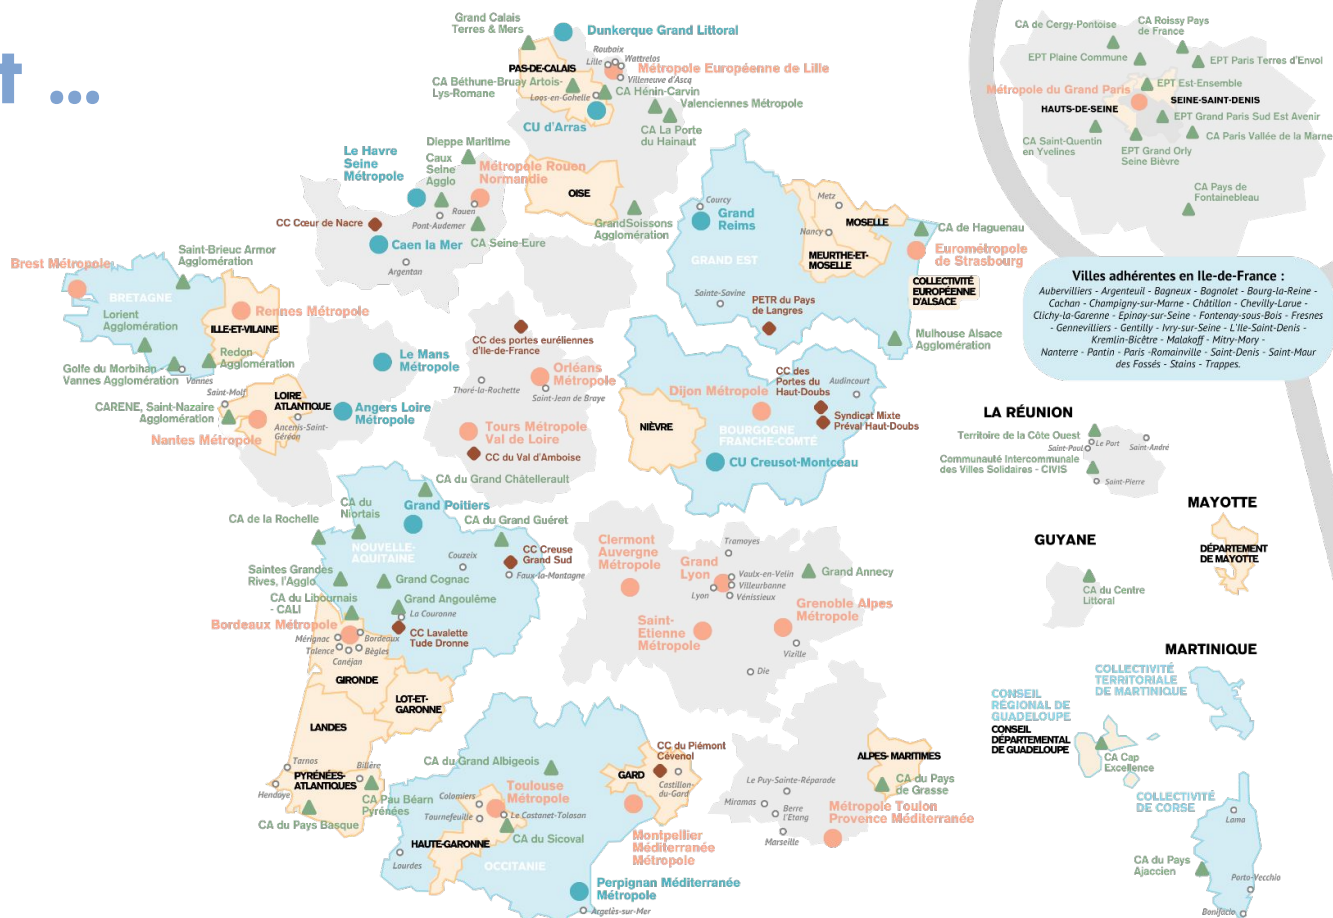 t ...
Grand Calais
Terres & Mers
Dunkerque Grand Littoral
Roubaix
Lille
Wattrelos
PAS-DE-CALAIS
Métropole Européenne de Lille
Villeneuve d'Ascq
CA Béthune-Bruay Artois-
Lys-Romane
Loos-en-Gohelle
CA Hénin-Carvin
Valenciennes Métropole
CU d'Arras
CA La Porte
du Hainaut
Dieppe Maritime
Le Havre
Seine
Métropole
Caux
Seine
Agglo
Métropole Rouen
Normandie
OISE
Rouen
CC Cœur de Nacre
Pont-Audemer
Caen la Mer
CA Seine-Eure
GrandSoissons
Agglomération
Argentan
Courcy
Grand
Reims
Metz
MOSELLE
Nancy
CA de Haguenau
MEURTHE-ET-
MOSELLE
Eurométropole
de Strasbourg
GRAND EST
COLLECTIVITÉ
EUROPÉENNE
D'ALSACE
Sainte-Savine
PETR du Pays
de Langres
Mulhouse Alsace
Agglomération
Saint-Brieuc Armor
Agglomération
Brest Métropole
BRETAGNE
Rennes Métropole
Lorient
Agglomération
ILLE-ET-VILAINE
Redon
Agglomération
Golfe du Morbihan -
Vannes Agglomération
Vannes
Saint-Molf
CARENE, Saint-Nazaire
Agglomération
LOIRE
ATLANTIQUE
Nantes Métropole
Ancenis-Saint-
Géréon
Le Mans
Métropole
Angers Loire
Métropole
CC des portes euréliennes
d'Ile-de-France
Thoré-la-Rochette
Orléans
Métropole
Saint-Jean de Braye
Tours Métropole
Val de Loire
CC du Val d'Amboise
CC des
Portes du
Haut-Doubs
Audincourt
Dijon Métropole
NIÈVRE
BOURGOGNE
FRANCHE-COMTÉ
Syndicat Mixte
Préval Haut-Doubs
CU Creusot-Montceau
CA du Grand Châtellerault
CA du
Niortais
Grand Poitiers
CA de la Rochelle
CA du Grand Guéret
NOUVELLE-
AQUITAINE
Couzeix
CC Creuse
Grand Sud
Faux-la-Montagne
Saintes Grandes
Rives, l'Agglo
Grand Cognac
CA du Libournais
- CALI
Grand Angoulême
La Couronne
Bordeaux Métropole
CC Lavalette
Tude Dronne
Mérignac
Bordeaux
Talence
Bègles
Canéjan
GIRONDE
LOT-ET-
GARONNE
LANDES
Tarnos
Hendaye
PYRÉNÉES-
ATLANTIQUES
Billère
CA Pau Béarn
Pyrénées
CA du Pays Basque
Clermont
Auvergne
Métropole
Tramoyes
Grand
Lyon
Vaulx-en-Velin
Villeurbanne
Lyon
Vénissieux
Grand Annecy
Saint-
Etienne
Métropole
Grenoble Alpes
Métropole
Vizille
Die
CA du Grand Albigeois
Colomiers
Toulouse
Métropole
Tournefeuille
Le Castanet-Tolosan
CA du Sicoval
HAUTE-GARONNE
Lourdes
OCCITANIE
GARD
CC du Piémont
Cévenol
Castillon-
du-Gard
Montpellier
Méditerranée
Métropole
Perpignan Méditerranée
Métropole
Argelès-sur-Mer
ALPES- MARITIMES
CA du Pays
de Grasse
Le Puy-Sainte-Réparade
Miramas
Berre
l'Etang
Marseille
Métropole Toulon
Provence Méditerranée
CA de Cergy-Pontoise
CA Roissy Pays
de France
EPT Plaine Commune
EPT Paris Terres d'Envol
Métropole du Grand Paris
EPT Est-Ensemble
HAUTS-DE-SEINE
SEINE-SAINT-DENIS
EPT Grand Paris Sud Est Avenir
CA Saint-Quentin
en Yvelines
EPT Grand Orly
Seine Bièvre
CA Paris Vallée de la Marne
CA Pays de
Fontainebleau
Villes adhérentes en Ile-de-France :
Aubervilliers - Argenteuil - Bagneux - Bagnolet - Bourg-la-Reine -
Cachan - Champigny-sur-Marne - Châtillon - Chevilly-Larue -
Clichy-la-Garenne - Epinay-sur-Seine - Fontenay-sous-Bois - Fresnes
- Gennevilliers - Gentilly - Ivry-sur-Seine - L'Ile-Saint-Denis -
Kremlin-Bicêtre - Malakoff - Mitry-Mory -
Nanterre - Pantin - Paris -Romainville - Saint-Denis - Saint-Maur
des Fossés - Stains - Trappes.
LA RÉUNION
Territoire de la Côte Ouest
Saint-Paul
Le Port
Saint-André
Communauté Intercommunale
des Villes Solidaires - CIVIS
Saint-Pierre
MAYOTTE
DÉPARTEMENT
DE MAYOTTE
GUYANE
CA du Centre
Littoral
MARTINIQUE
COLLECTIVITÉ
TERRITORIALE
DE MARTINIQUE
CONSEIL
RÉGIONAL DE
GUADELOUPE
CONSEIL
DÉPARTEMENTAL
DE GUADELOUPE
CA Cap
Excellence
COLLECTIVITÉ
DE CORSE
Lama
CA du Pays
Ajaccien
Porto-Vecchio
Bonifacio